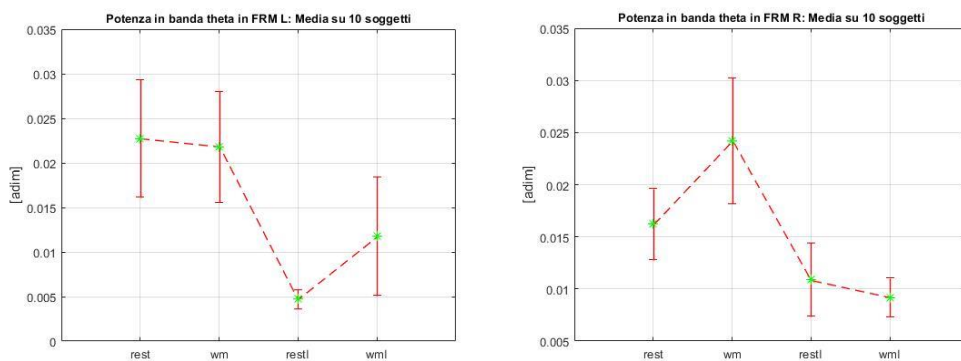 Potenza in banda theta in FRM L: Media su 10 soggetti
0.035
0.03
0.025
0.02
0.015
0.01
0.005
0
[adim]
rest wm restl wml
Potenza in banda theta in FRM R: Media su 10 soggetti
0.035
0.03
0.025
0.02
0.015
0.01
0.005
[adim]
rest wm restl wml